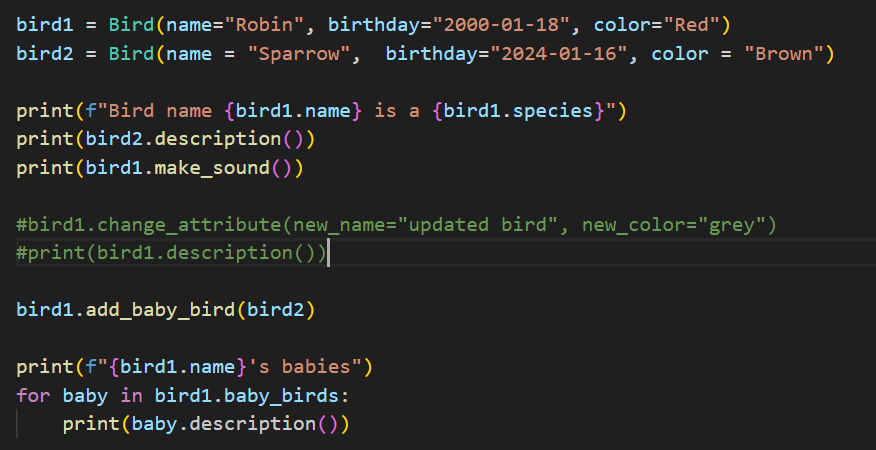 bird1 = Bird(name="Robin", birthday="2000-01-18", color="Red")
bird2 = Bird(name = "Sparrow",  birthday="2024-01-16", color = "Brown")
print(f"Bird name {bird1.name} is a {bird1.species}")
print(bird2.description())
print(bird1.make_sound())
#bird1.change_attribute(new_name="updated bird", new_color="grey")
#print(bird1.description())
bird1.add_baby_bird(bird2)
print(f"{bird1.name}'s babies")
for baby in bird1.baby_birds:
    print(baby.description())